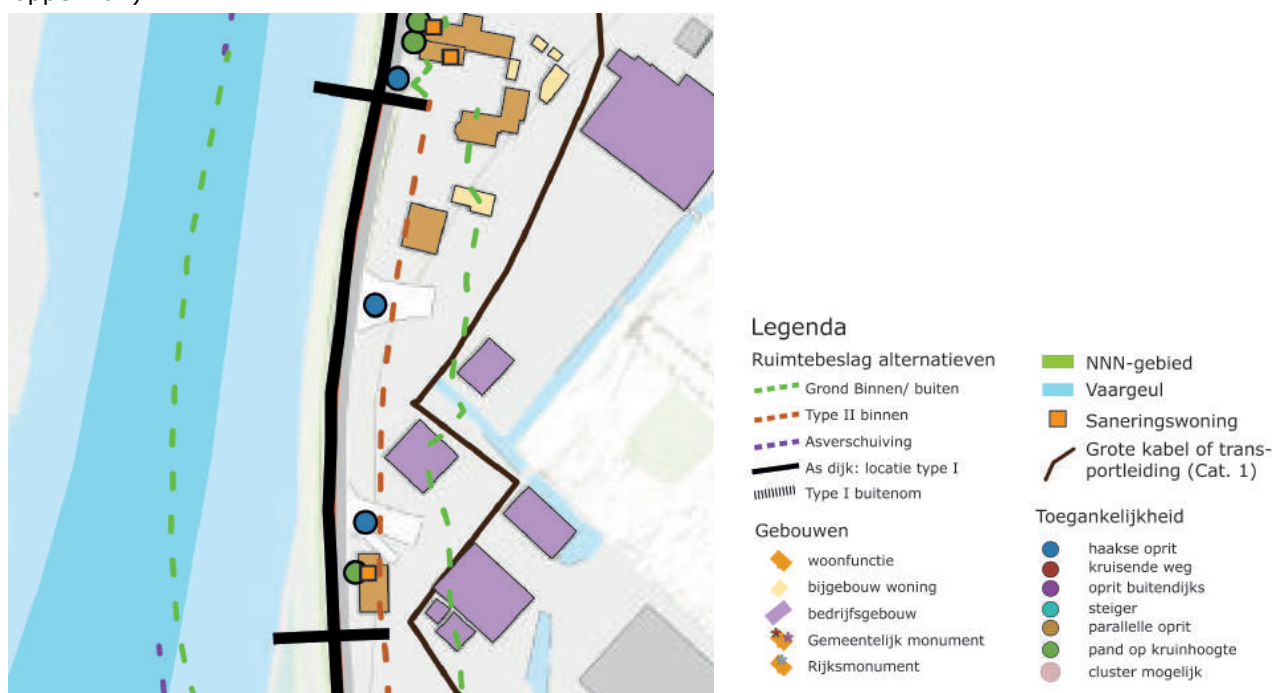 Legenda
Ruimtebeslag alternatieven
Grond Binnen/ buiten
Type II binnen
Asverschuiving
As dijk: locatie type I
Type I buitenom
Gebouwen
woonfunctie
bijgebouw woning
bedrijfsgebouw
Gemeentelijk monument
Rijksmonument
NNN-gebied
Vaargeul
Saneringswoning
Grote kabel of trans-
portleiding (Cat. 1)
Toegankelijkheid
haakse oprit
kruisende weg
oprit buitendijks
steiger
parallelle oprit
pand op kruinhoogte
cluster mogelijk